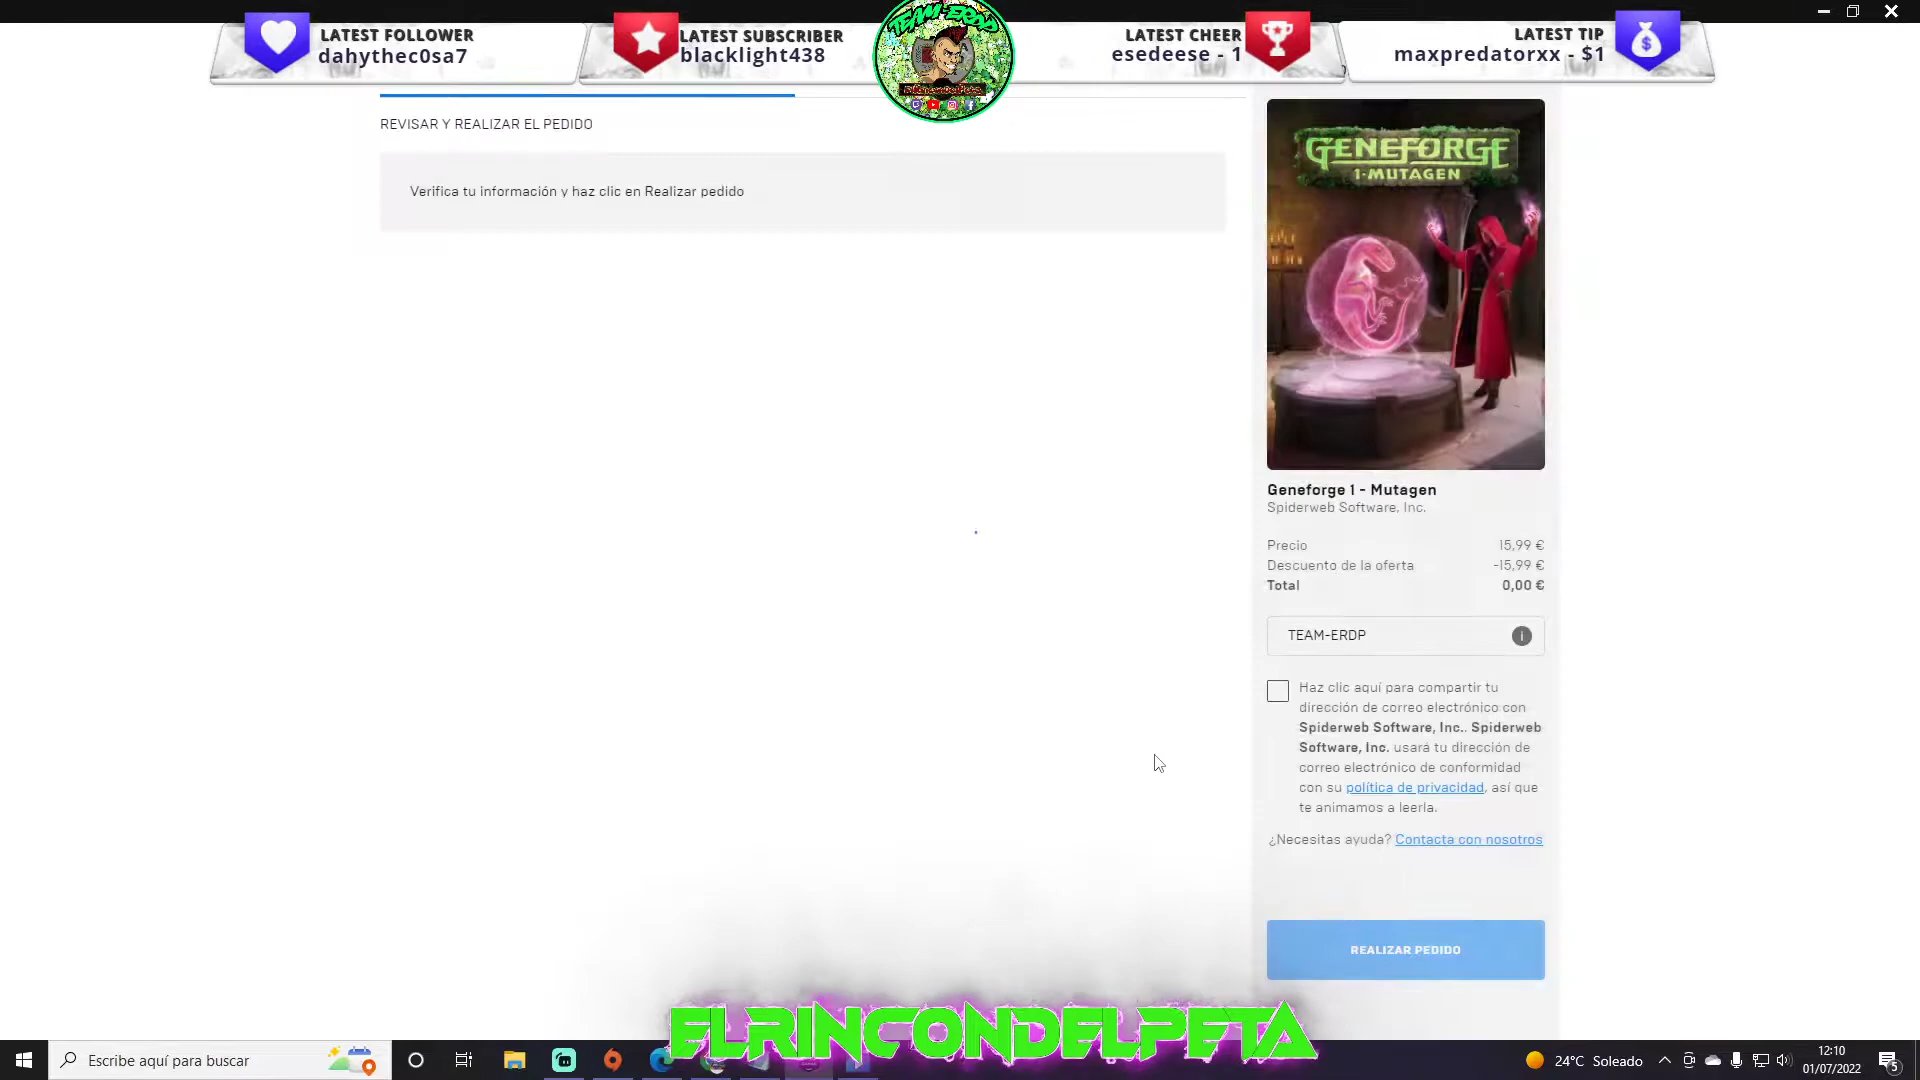 LATEST FOLLOWER
dahythec0sa7
LATEST SUBSCRIBER
blacklight438
TEAM-ERDP
ElRincondelPeta
LATEST CHEER
esedeese - 1
LATEST TIP
maxpredatorxx - $1
REVISAR Y REALIZAR EL PEDIDO
Verifica tu información y haz clic en Realizar pedido
GENEFORGE
1-MUTAGEN
Geneforge 1 - Mutagen
Spiderweb Software, Inc.
Precio 15,99 €
Descuento de la oferta -15,99 €
Total 0,00 €
TEAM-ERDP
Haz clic aquí para compartir tu
dirección de correo electrónico con
Spiderweb Software, Inc.. Spiderweb
Software, Inc. usará tu dirección de
correo electrónico de conformidad
con su política de privacidad, así que
te animamos a leerla.
¿Necesitas ayuda? Contacta con nosotros
REALIZAR PEDIDO
ELRINCONDELPETA
Escribe aquí para buscar
24°C Soleado
12:10
01/07/2022
5